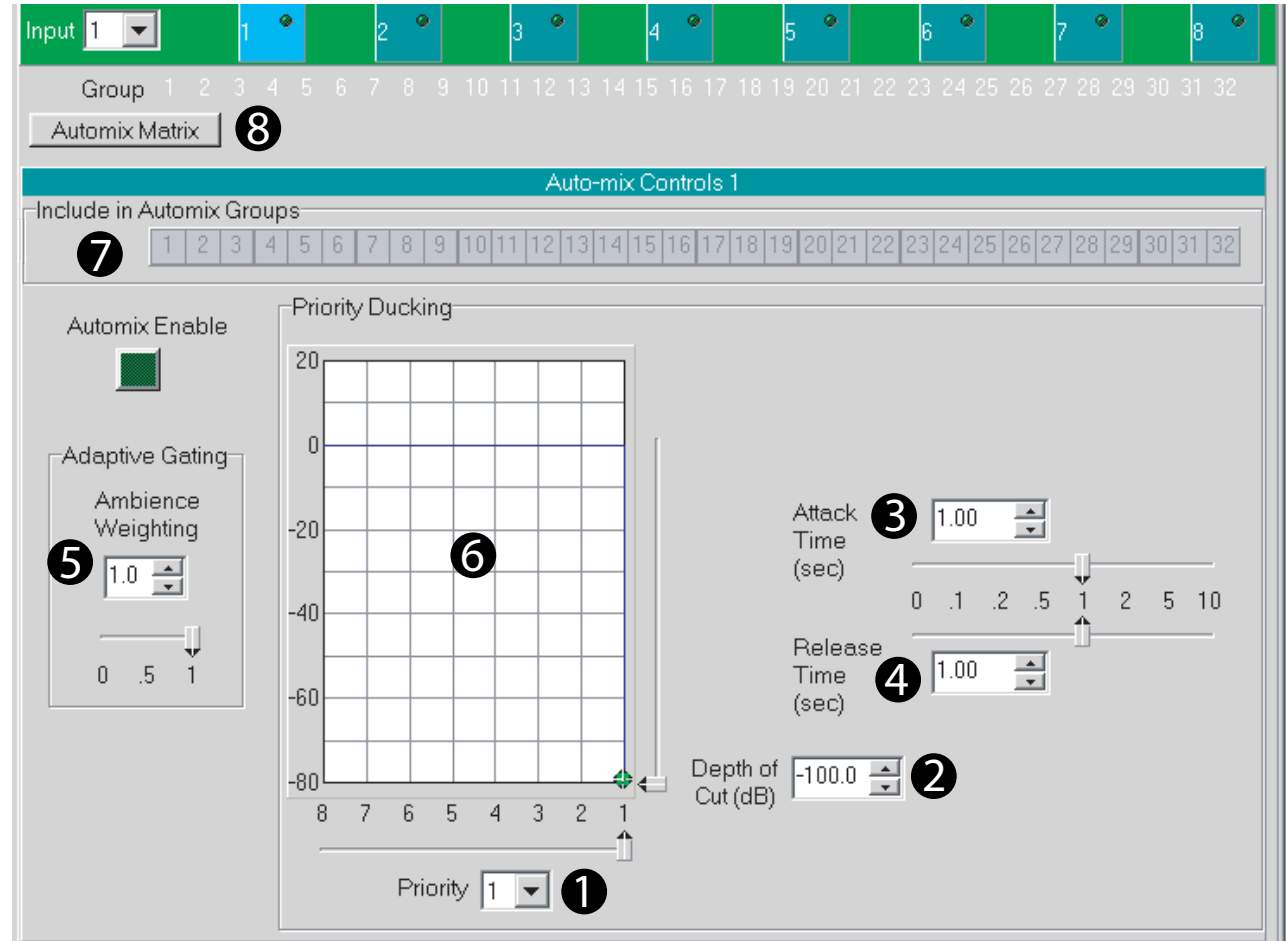 Input 1 1 2 3 4 5 6 7 8
Group 1 2 3 4 5 6 7 8 9 10 11 12 13 14 15 16 17 18 19 20 21 22 23 24 25 26 27 28 29 30 31 32
Automix Matrix 8
Auto-mix Controls 1
Include in Automix Groups
7 1 2 3 4 5 6 7 8 9 10 11 12 13 14 15 16 17 18 19 20 21 22 23 24 25 26 27 28 29 30 31 32
Automix Enable
Adaptive Gating
Ambience
Weighting
5 1.0
0 .5 1
Priority Ducking
20
0
-20
-40
-60
-80
6
8 7 6 5 4 3 2 1
Priority 1 1
Attack
Time
(sec)
3 1.00
0 .1 .2 .5 1 2 5 10
Release
Time
(sec)
4 1.00
Depth of
Cut (dB)
-100.0 2